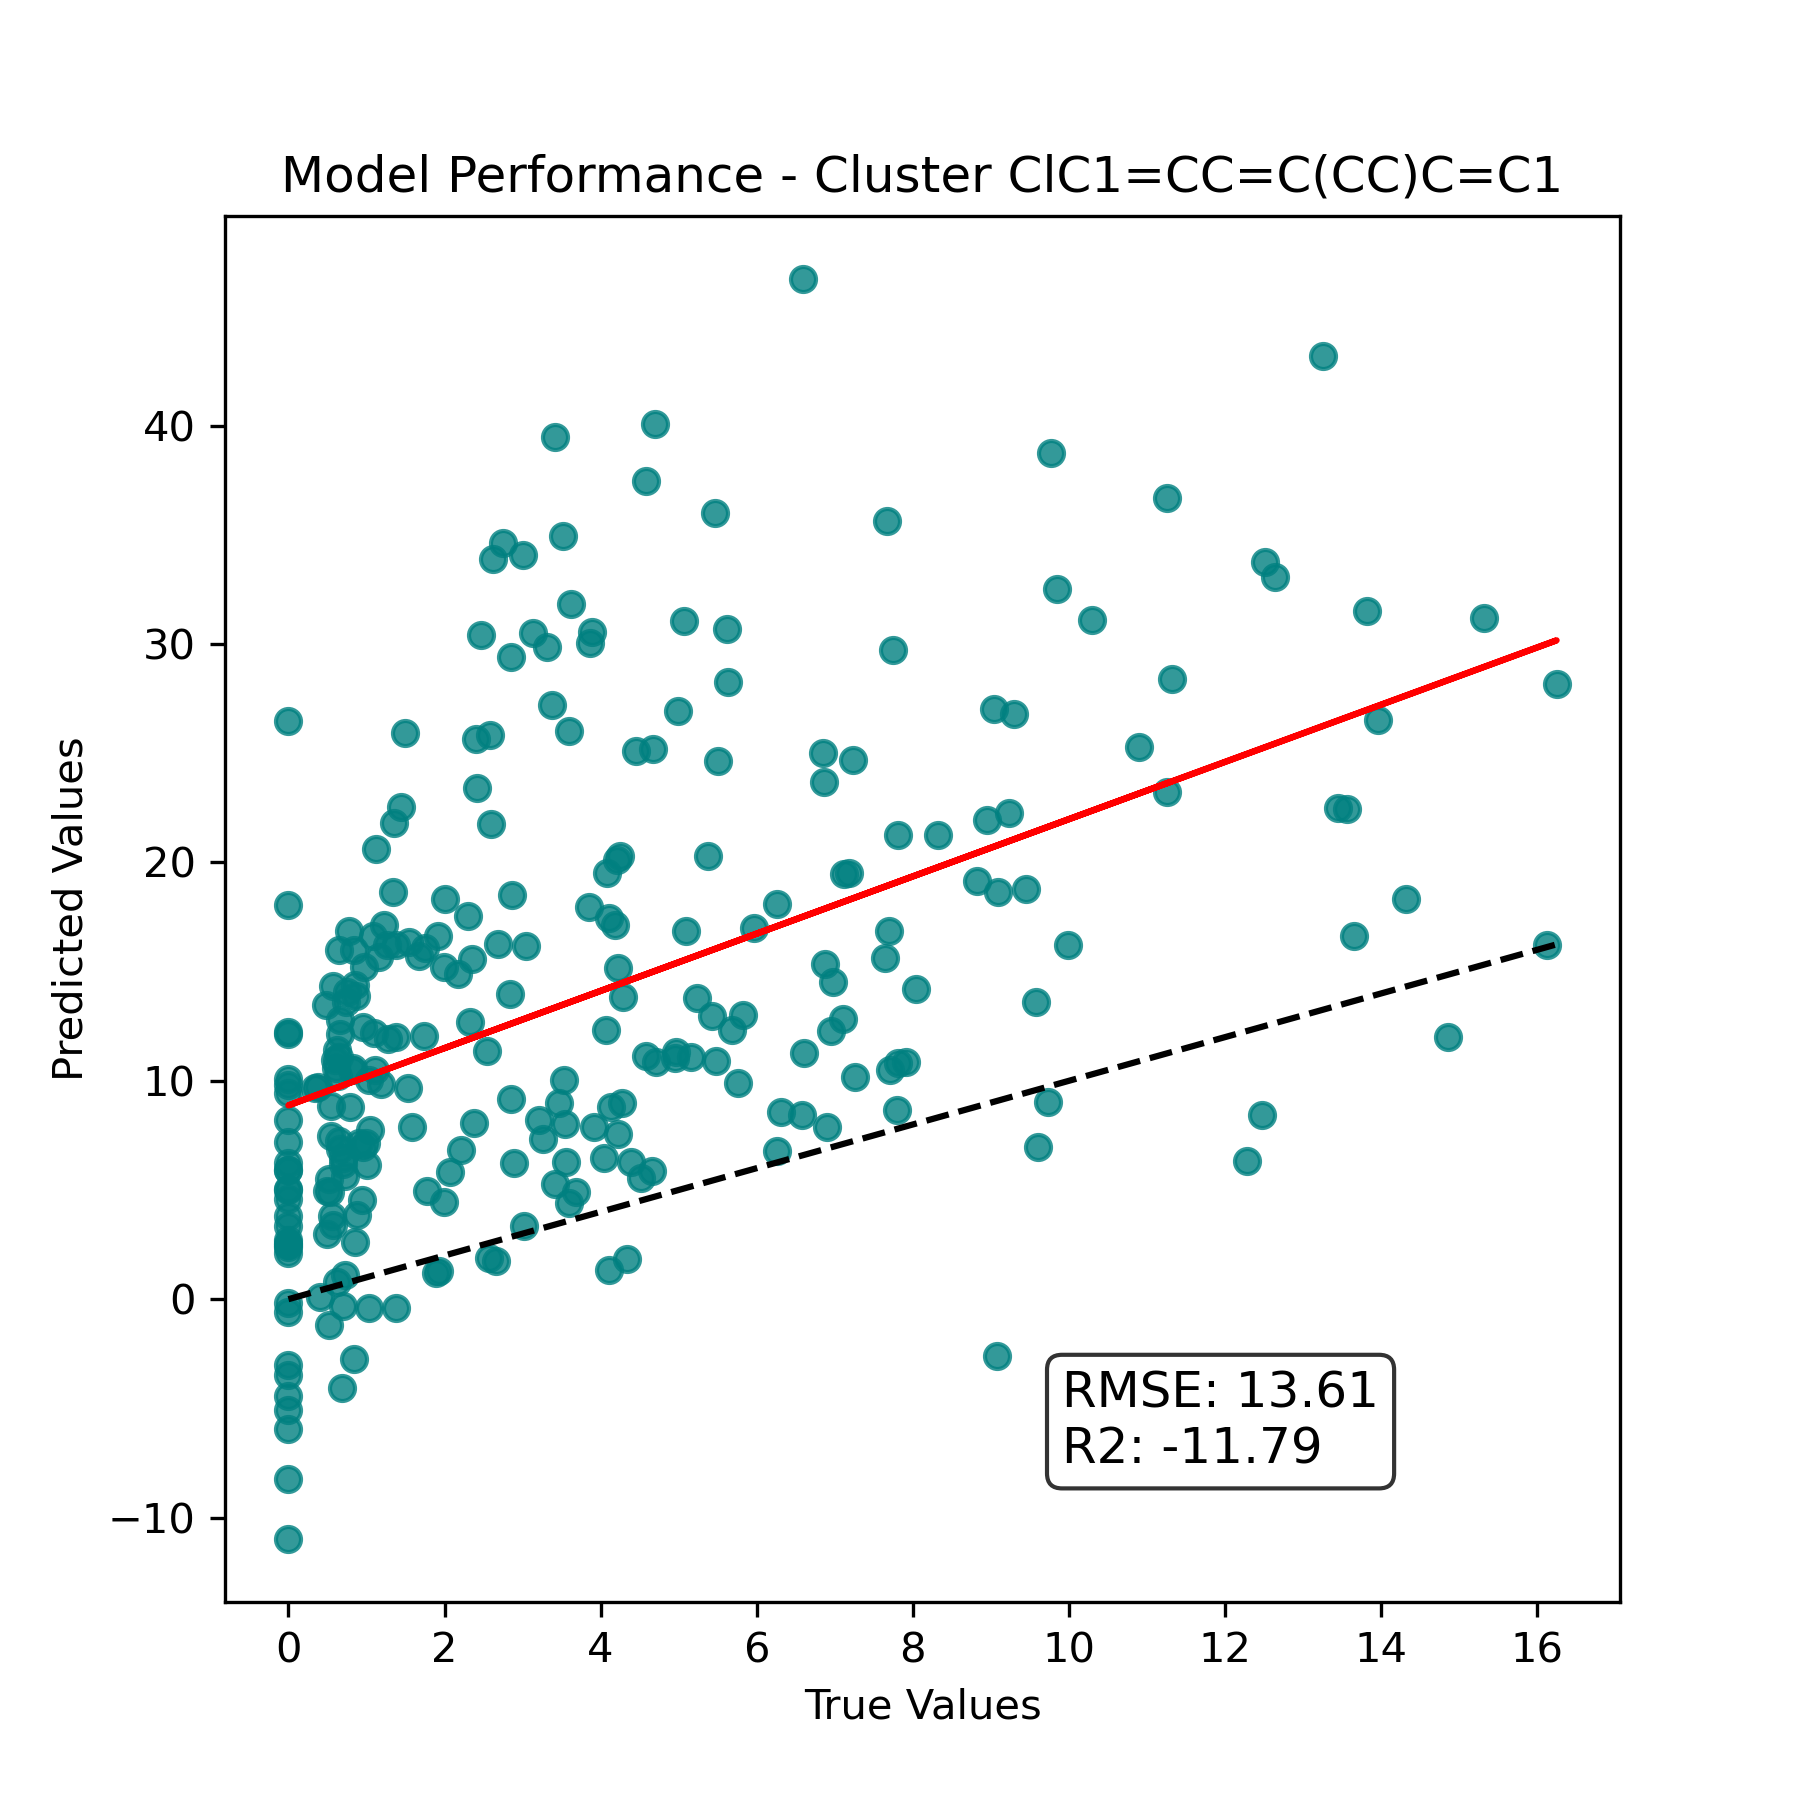 Model Performance - Cluster ClC1=CC=C(CC)C=C1
Predicted Values
40
30
20
10
0
−10
RMSE: 13.61
R2: -11.79
0 2 4 6 8 10 12 14 16
True Values